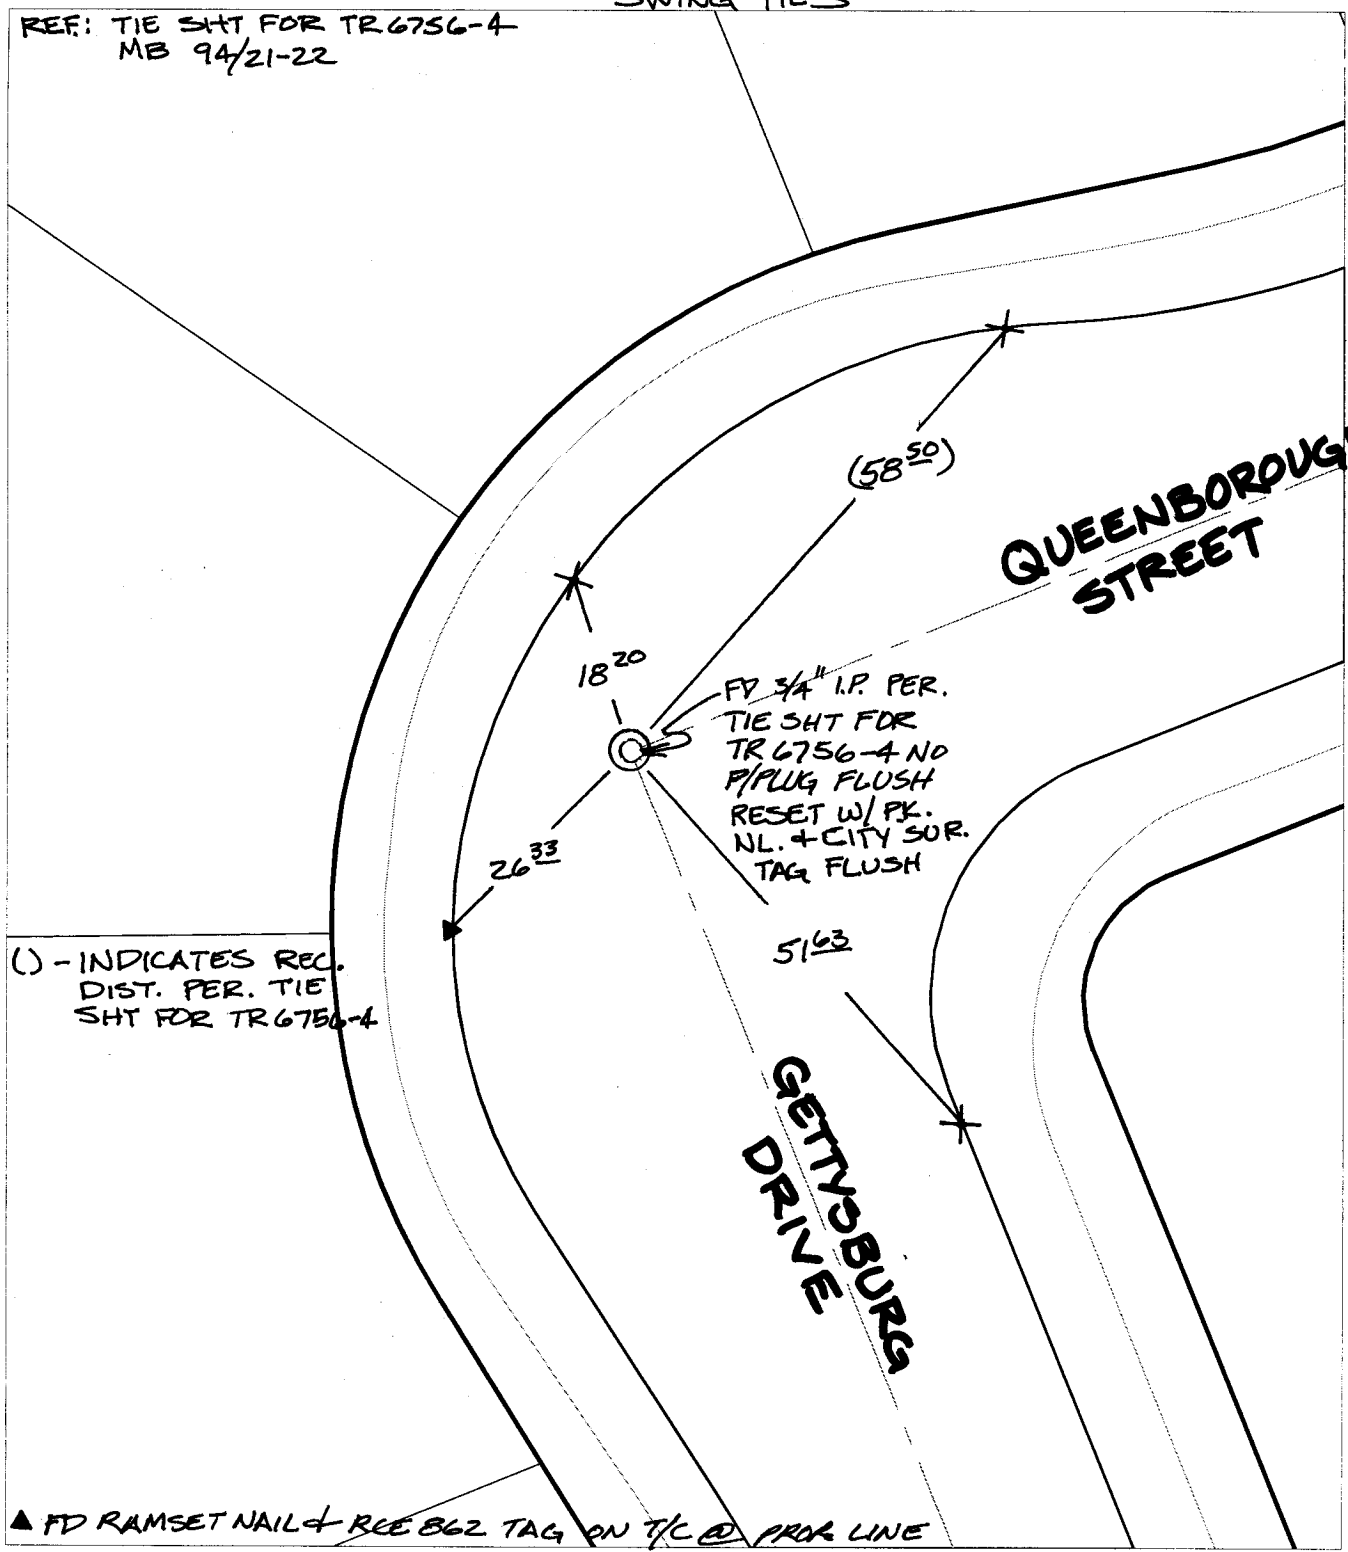 SWING TIES
REF: TIE SHT FOR TR 6756-4
MB 94/21-22
(58 50)
QUEENBOROUG
STREET
18 20
FD 3/4" I.P. PER.
TIE SHT FOR
TR 6756-4 NO
P/PLUG FLUSH
RESET W/ P.K.
NL. & CITY SUR.
TAG FLUSH
26 33
51 63
() - INDICATES REC.
DIST. PER. TIE
SHT FOR TR 6756-4
GETTYSBURG
DRIVE
▲ FD RAMSET NAIL & RCE 862 TAG ON T/C @ PROP. LINE